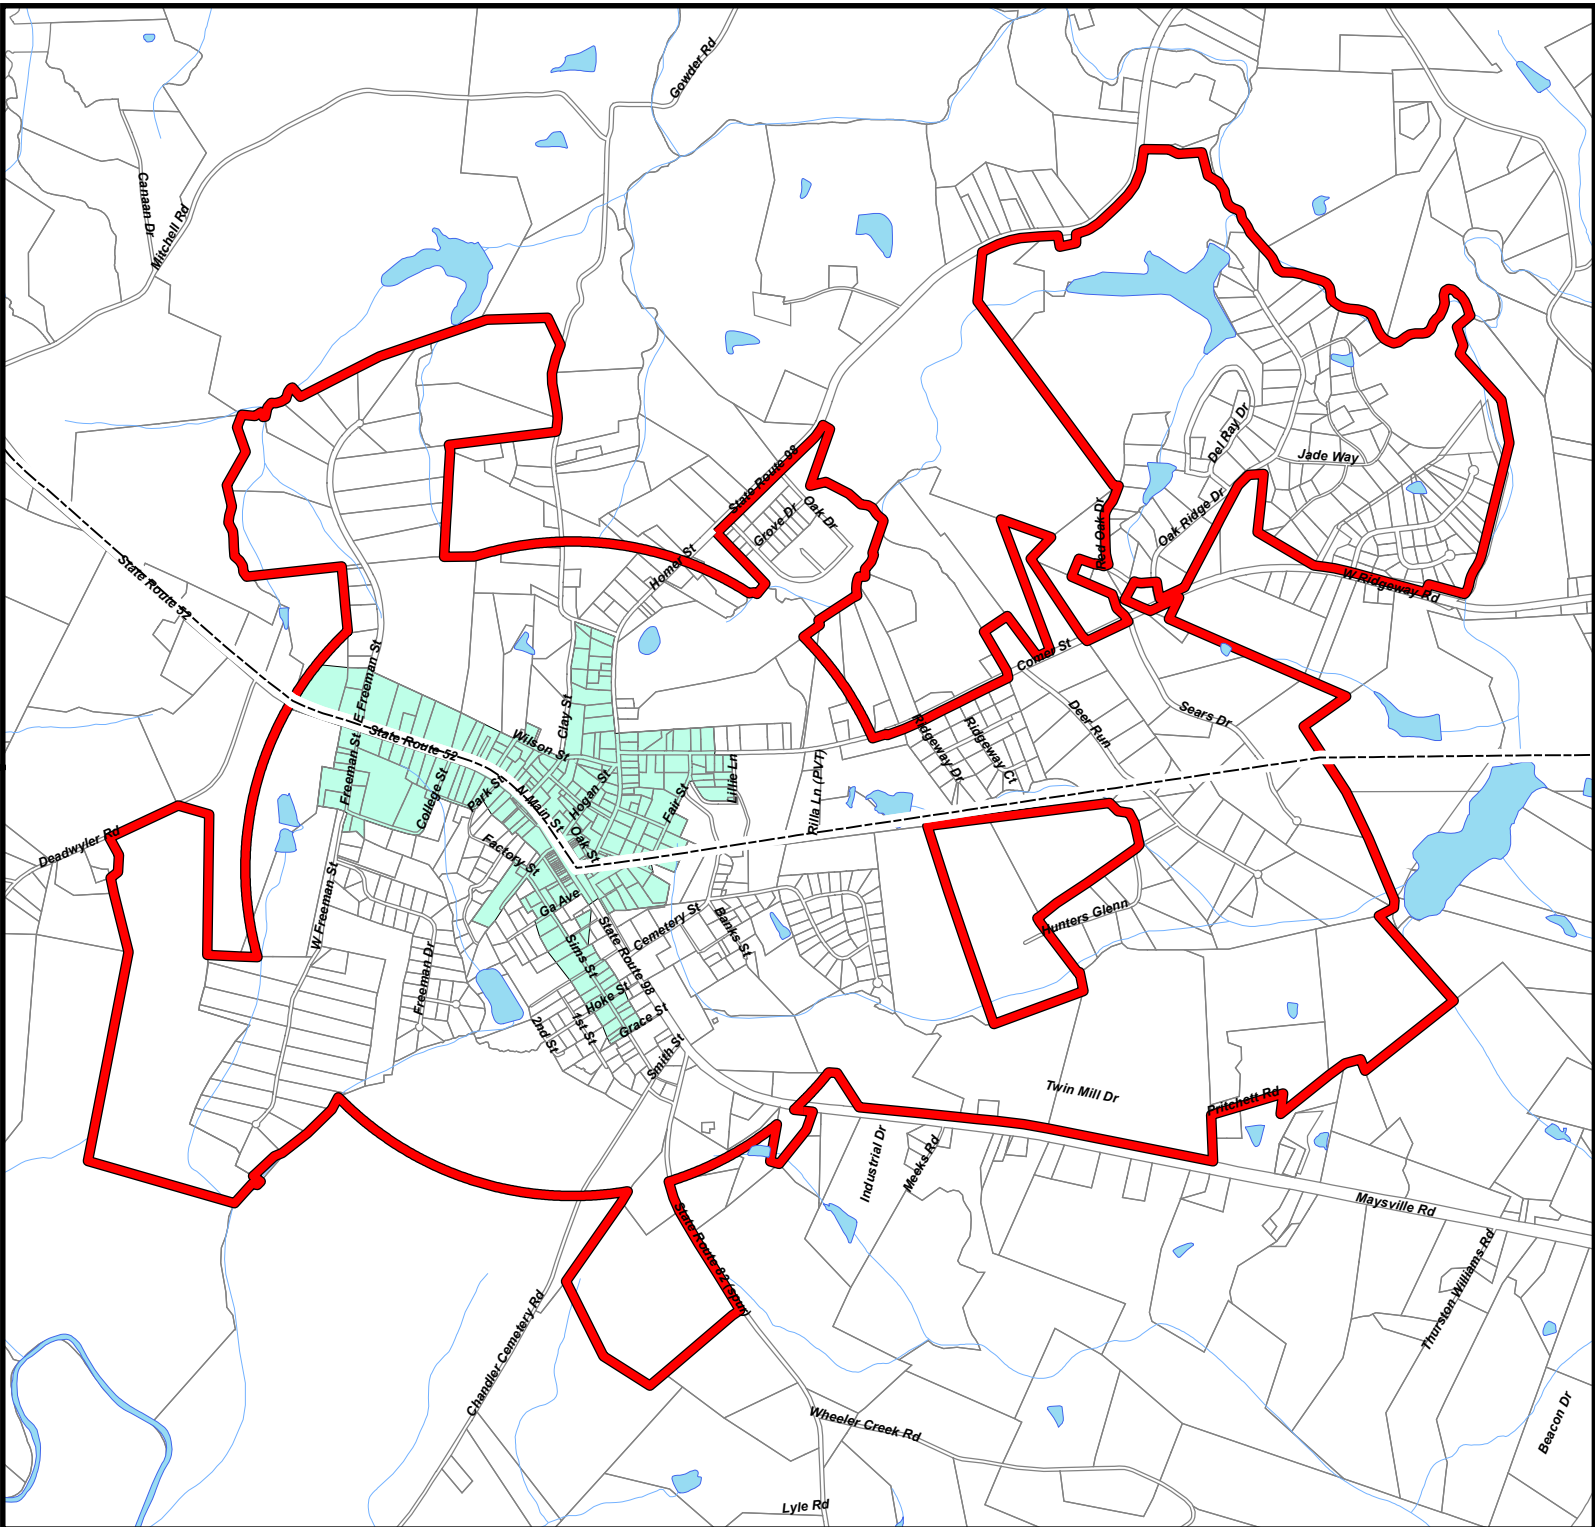 Gowder Rd
Canaan Dr
Mitchell Rd
State Route 98
Oak Dr
Grove Dr
Homer St
Del Ray Dr
Jade Way
Oak Ridge Dr
Red Oak Dr
W Ridgeway Rd
State Route 52
E Freeman St
Clay St
Comer St
Wilson St
State Route 52
Freeman St
College St
Park St
N Main St
Hogan St
Oak St
Fair St
Lillie Ln
Rilla Ln (PVT)
Ridgeway Dr
Ridgeway Ct
Deer Run
Sears Dr
Deadwyler Rd
Factory St
Ga Ave
W Freeman St
Freeman Dr
Sims St
State Route 98
Cemetery St
Banks St
Hunters Glenn
Hoke St
Grace St
2nd St
1st St
Smith St
Twin Mill Dr
Pritchett Rd
Industrial Dr
Meeks Rd
Maysville Rd
State Route 82 (spur)
Thurston Williams Rd
Chandler Cemetery Rd
Wheeler Creek Rd
Beacon Dr
Lyle Rd